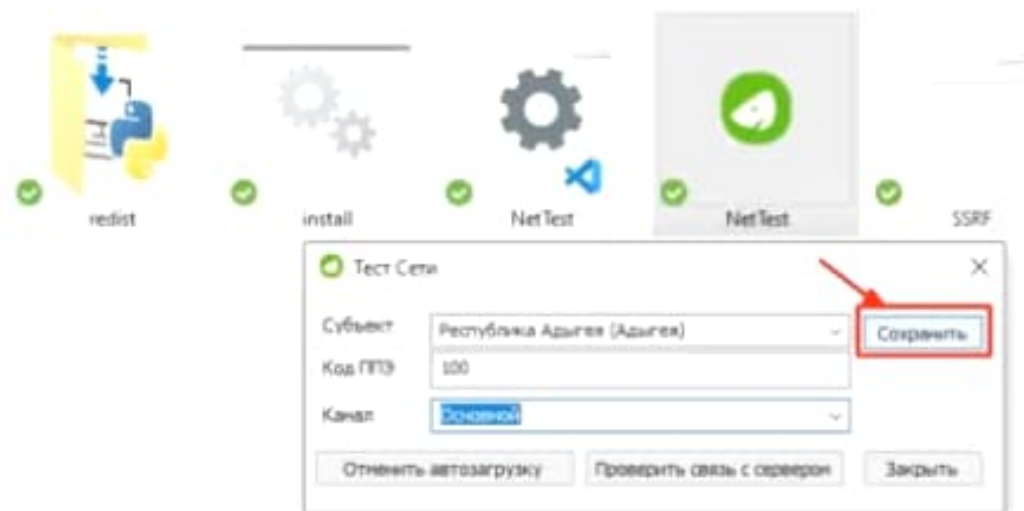 redist
install
NetTest
NetTest
SSRF
Тест Сети
Субъект
Республика Адыгея (Адыгея)
Сохранить
Код ППЭ
100
Канал
Основной
Отменить автозагрузку
Проверить связь с сервером
Закрыть